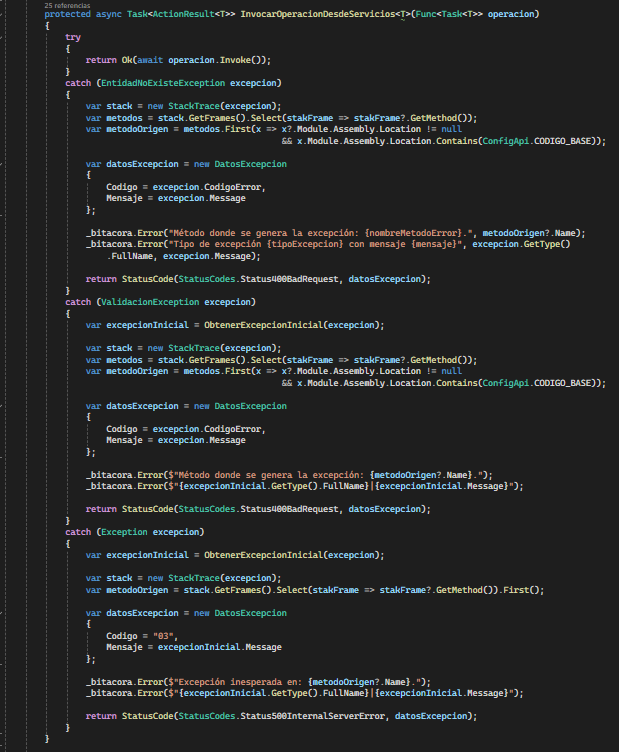 25 referencias
protected async Task<ActionResult<T>> InvocarOperacionDesdeServicios<T>(Func<Task<T>> operacion)
{
try
{
return Ok(await operacion.Invoke());
}
catch (EntidadNoExisteException excepcion)
{
var stack = new StackTrace(excepcion);
var metodos = stack.GetFrames().Select(stakFrame => stakFrame?.GetMethod());
var metodoOrigen = metodos.First(x => x?.Module.Assembly.Location != null
&& x.Module.Assembly.Location.Contains(ConfigApi.CODIGO_BASE));
var datosExcepcion = new DatosExcepcion
{
Codigo = excepcion.CodigoError,
Mensaje = excepcion.Message
};
_bitacora.Error("Método donde se genera la excepción: {nombreMetodoError}.", metodoOrigen?.Name);
_bitacora.Error("Tipo de excepción {tipoExcepcion} con mensaje {mensaje}", excepcion.GetType()
.FullName, excepcion.Message);
return StatusCode(StatusCodes.Status400BadRequest, datosExcepcion);
}
catch (ValidacionException excepcion)
{
var excepcionInicial = ObtenerExcepcionInicial(excepcion);
var stack = new StackTrace(excepcion);
var metodos = stack.GetFrames().Select(stakFrame => stakFrame?.GetMethod());
var metodoOrigen = metodos.First(x => x?.Module.Assembly.Location != null
&& x.Module.Assembly.Location.Contains(ConfigApi.CODIGO_BASE));
var datosExcepcion = new DatosExcepcion
{
Codigo = excepcion.CodigoError,
Mensaje = excepcion.Message
};
_bitacora.Error($"Método donde se genera la excepción: {metodoOrigen?.Name}.");
_bitacora.Error($"{excepcionInicial.GetType().FullName}|{excepcionInicial.Message}");
return StatusCode(StatusCodes.Status400BadRequest, datosExcepcion);
}
catch (Exception excepcion)
{
var excepcionInicial = ObtenerExcepcionInicial(excepcion);
var stack = new StackTrace(excepcion);
var metodoOrigen = stack.GetFrames().Select(stakFrame => stakFrame?.GetMethod()).First();
var datosExcepcion = new DatosExcepcion
{
Codigo = "03",
Mensaje = excepcionInicial.Message
};
_bitacora.Error($"Excepción inesperada en: {metodoOrigen?.Name}.");
_bitacora.Error($"{excepcionInicial.GetType().FullName}|{excepcionInicial.Message}");
return StatusCode(StatusCodes.Status500InternalServerError, datosExcepcion);
}
}